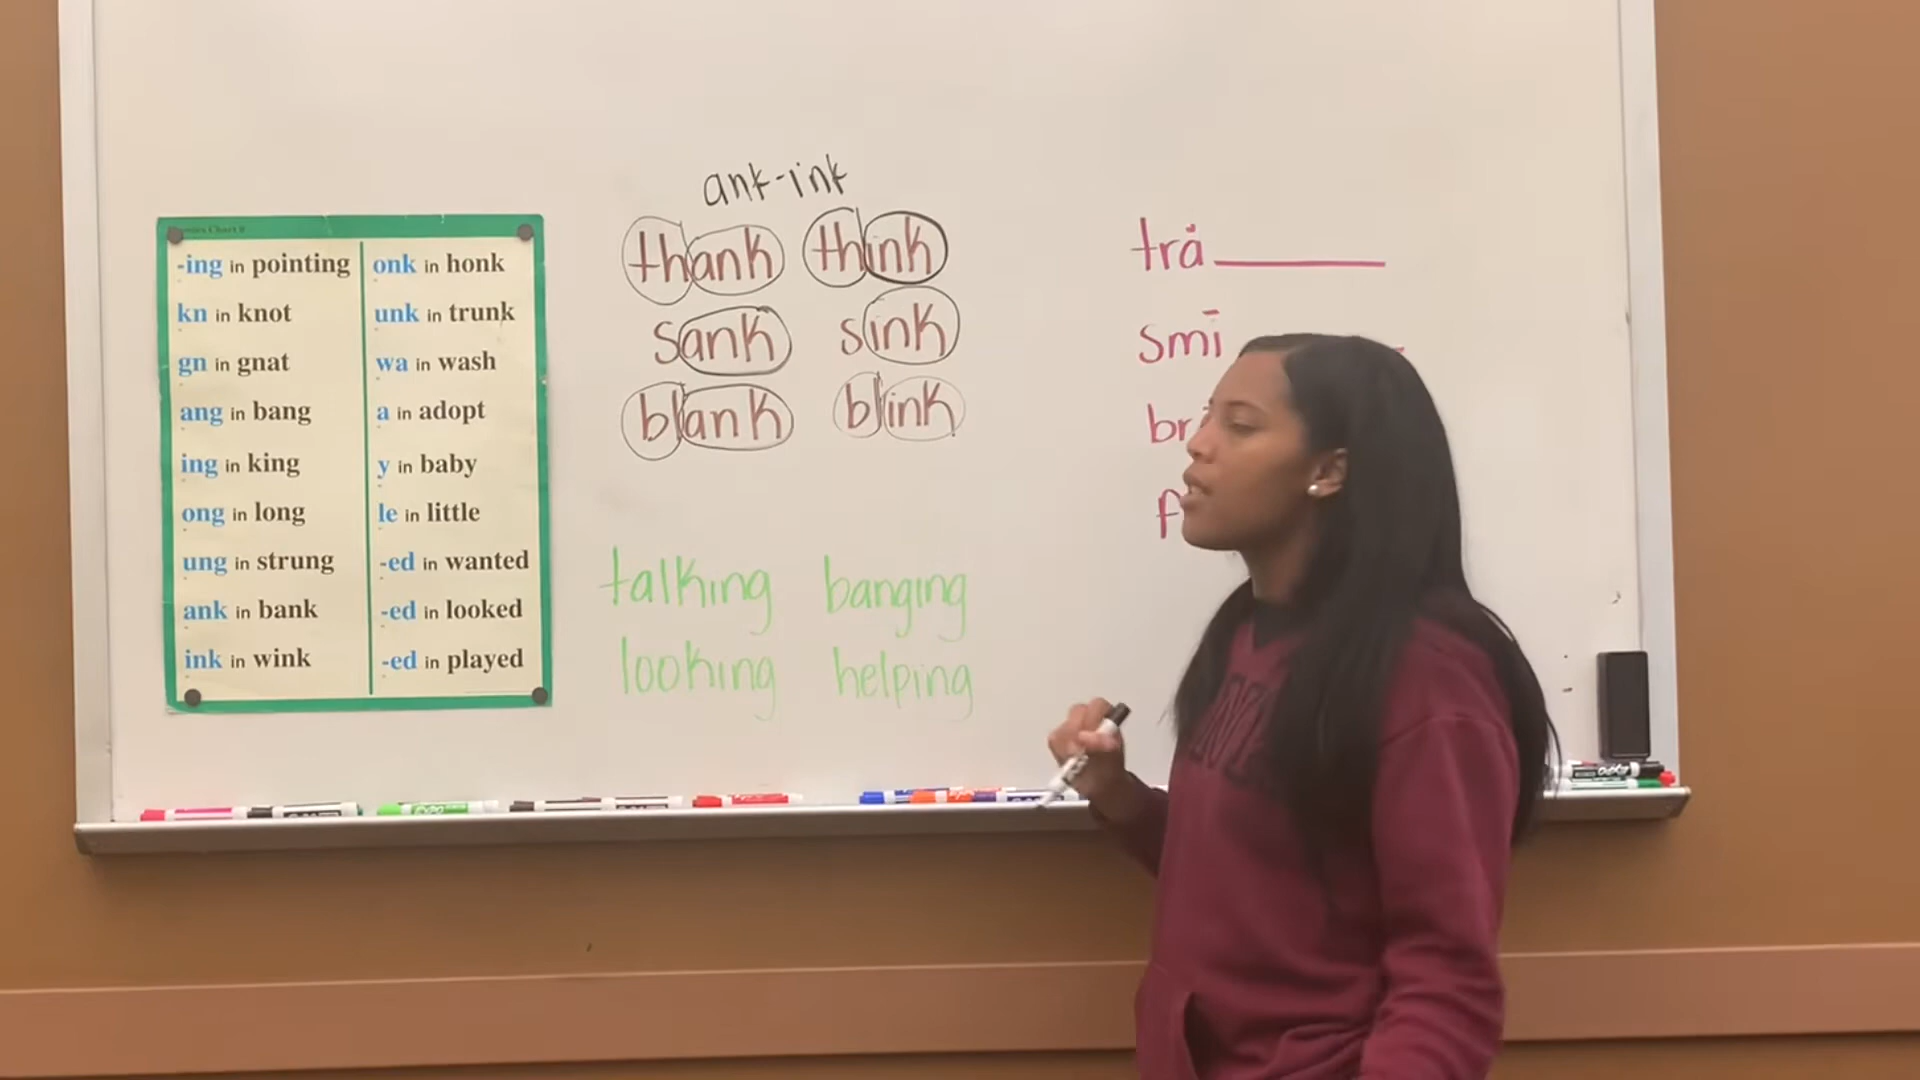 -ing in pointing
kn in knot
gn in gnat
ang in bang
ing in king
ong in long
ung in strung
ank in bank
ink in wink
onk in honk
unk in trunk
wa in wash
a in adopt
y in baby
le in little
-ed in wanted
-ed in looked
-ed in played
ank-ink
thank think
sank sink
blank blink
talking banging
looking helping
tră
smī
EXPO